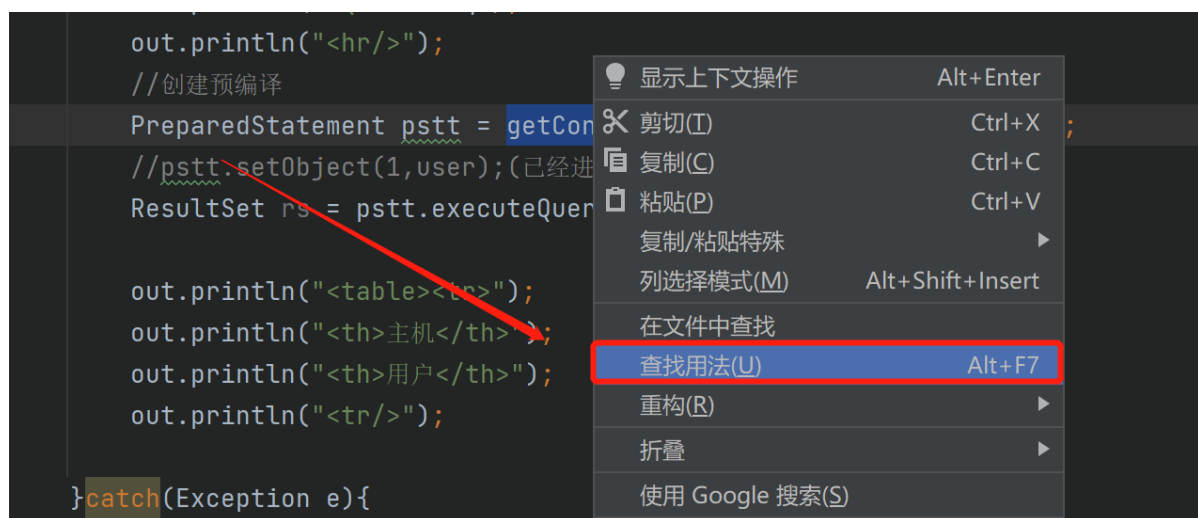 out.println("<hr/>");
//创建预编译
PreparedStatement pstt = getCon
;
//pstt.setObject(1,user);(已经进
ResultSet rs = pstt.executeQuer
out.println("<table><tr>");
out.println("<th>主机</th>");
out.println("<th>用户</th>");
out.println("<tr/>");
}catch(Exception e){
显示上下文操作 Alt+Enter
剪切(T) Ctrl+X
复制(C) Ctrl+C
粘贴(P) Ctrl+V
复制/粘贴特殊
列选择模式(M) Alt+Shift+Insert
在文件中查找
查找用法(U) Alt+F7
重构(R)
折叠
使用 Google 搜索(S)